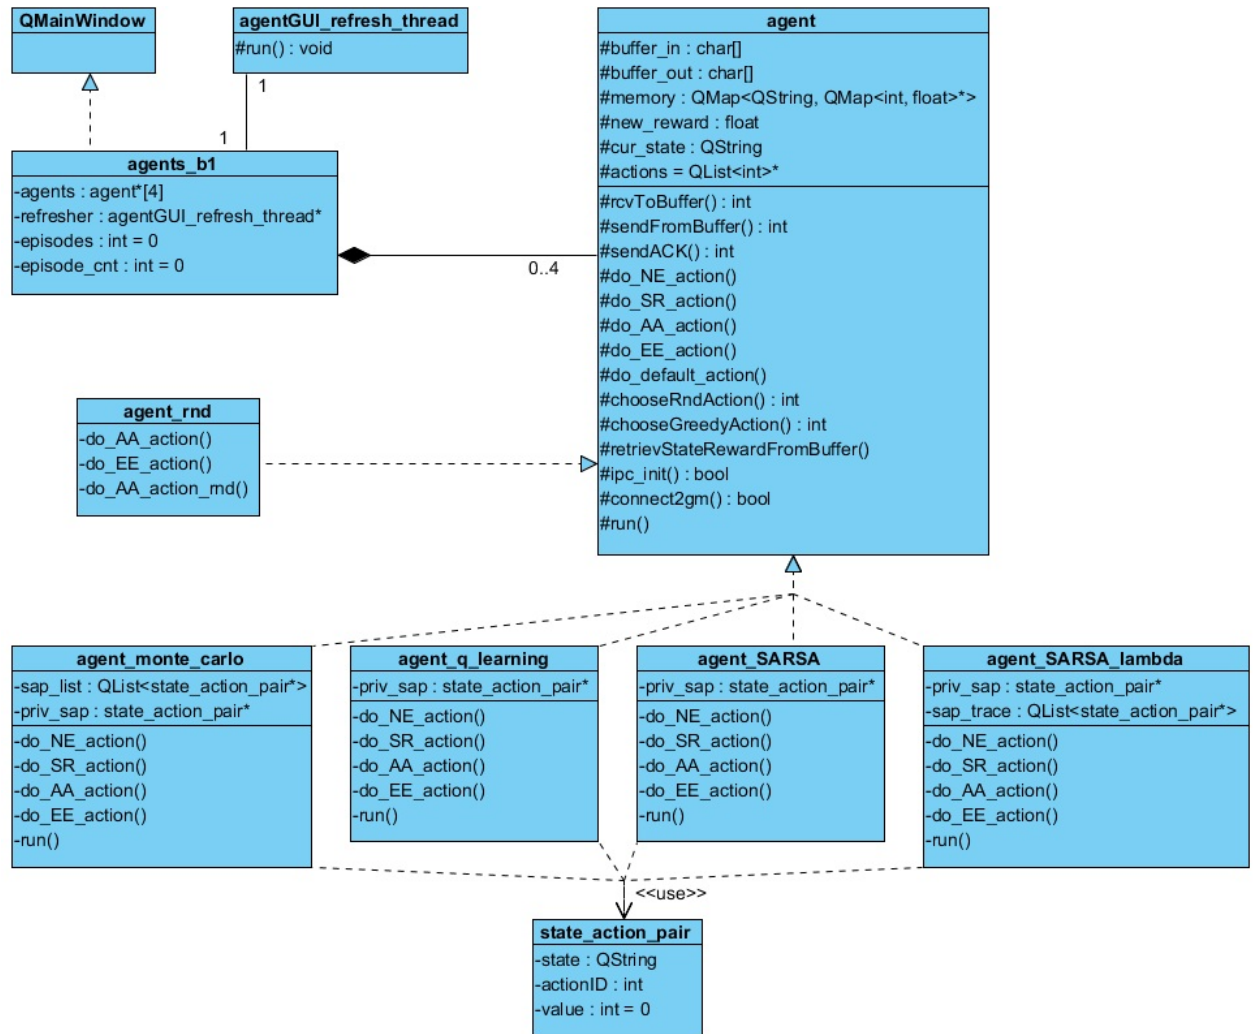 QMainWindow
agentGUI_refresh_thread
#run() : void
1
1
agents_b1
-agents : agent*[4]
-refresher : agentGUI_refresh_thread*
-episodes : int = 0
-episode_cnt : int = 0
0..4
agent
#buffer_in : char[]
#buffer_out : char[]
#memory : QMap<QString, QMap<int, float>*>
#new_reward : float
#cur_state : QString
#actions = QList<int>*
#rcvToBuffer() : int
#sendFromBuffer() : int
#sendACK() : int
#do_NE_action()
#do_SR_action()
#do_AA_action()
#do_EE_action()
#do_default_action()
#chooseRndAction() : int
#chooseGreedyAction() : int
#retrievStateRewardFromBuffer()
#ipc_init() : bool
#connect2gm() : bool
#run()
agent_rnd
-do_AA_action()
-do_EE_action()
-do_AA_action_rnd()
agent_monte_carlo
-sap_list : QList<state_action_pair*>
-priv_sap : state_action_pair*
-do_NE_action()
-do_SR_action()
-do_AA_action()
-do_EE_action()
-run()
agent_q_learning
-priv_sap : state_action_pair*
-do_NE_action()
-do_SR_action()
-do_AA_action()
-do_EE_action()
-run()
agent_SARSA
-priv_sap : state_action_pair*
-do_NE_action()
-do_SR_action()
-do_AA_action()
-do_EE_action()
-run()
agent_SARSA_lambda
-priv_sap : state_action_pair*
-sap_trace : QList<state_action_pair*>
-do_NE_action()
-do_SR_action()
-do_AA_action()
-do_EE_action()
-run()
<<use>>
state_action_pair
-state : QString
-actionID : int
-value : int = 0